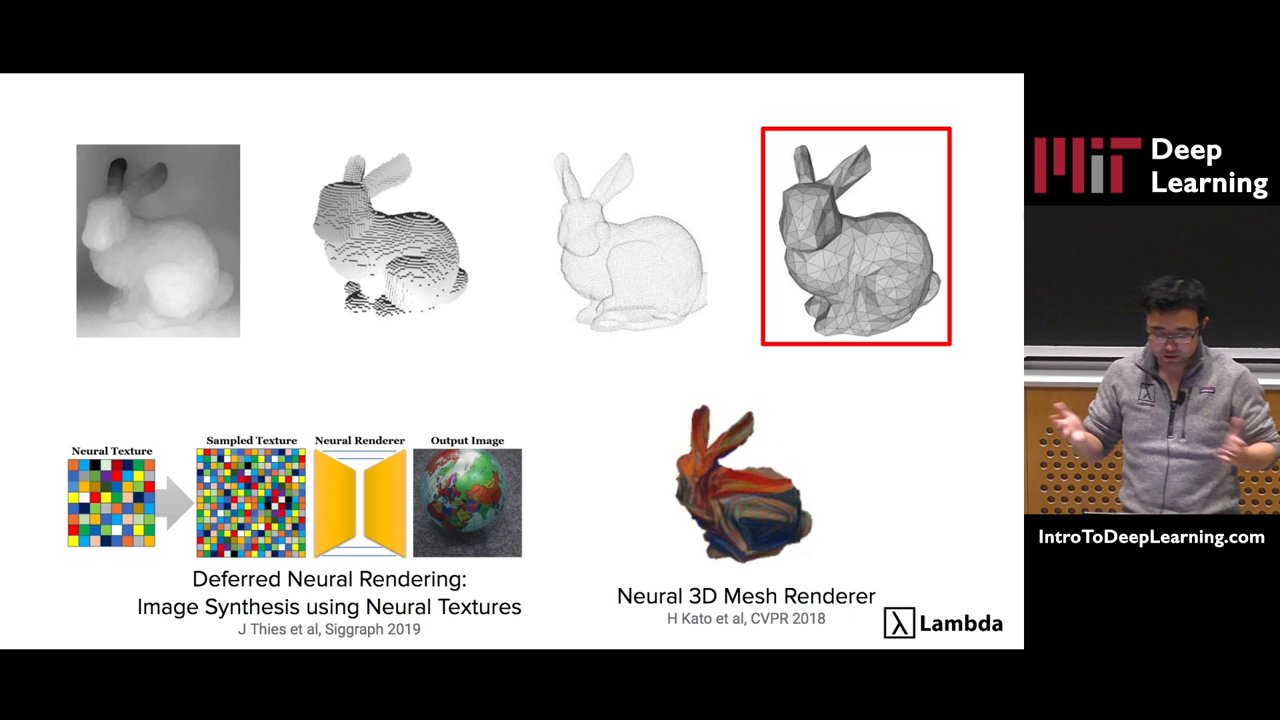 Neural Texture
Sampled Texture
Neural Renderer
Output Image
Deferred Neural Rendering:
Image Synthesis using Neural Textures
J Thies et al, Siggraph 2019
Neural 3D Mesh Renderer
H Kato et al, CVPR 2018
λ Lambda
MIT Deep
Learning
IntroToDeepLearning.com